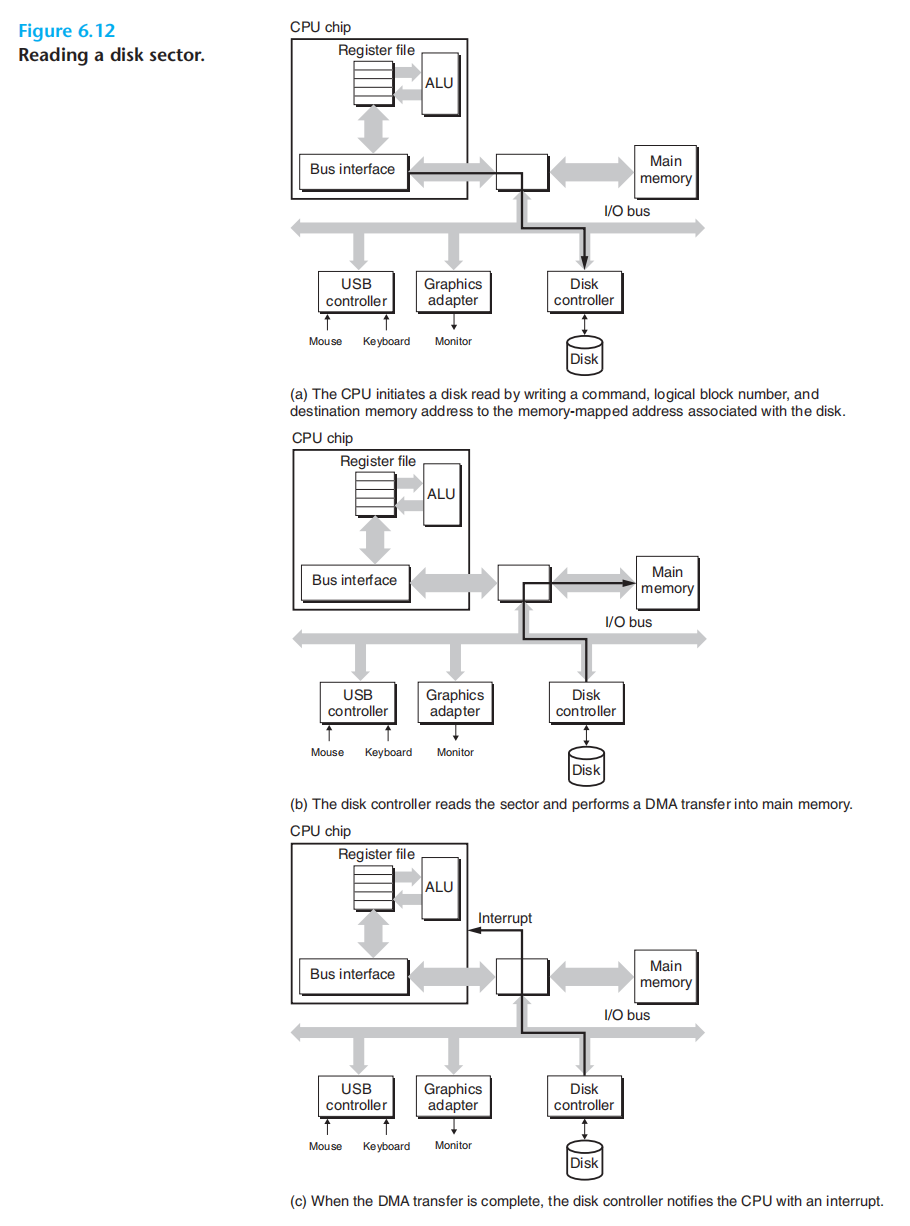 Figure 6.12
Reading a disk sector.
CPU chip
Register file
ALU
Bus interface
Main
memory
I/O bus
USB
controller
Graphics
adapter
Disk
controller
Mouse
Keyboard
Monitor
Disk
(a) The CPU initiates a disk read by writing a command, logical block number, and
destination memory address to the memory-mapped address associated with the disk.
CPU chip
Register file
ALU
Bus interface
Main
memory
I/O bus
USB
controller
Graphics
adapter
Disk
controller
Mouse
Keyboard
Monitor
Disk
(b) The disk controller reads the sector and performs a DMA transfer into main memory.
CPU chip
Register file
ALU
Interrupt
Bus interface
Main
memory
I/O bus
USB
controller
Graphics
adapter
Disk
controller
Mouse
Keyboard
Monitor
Disk
(c) When the DMA transfer is complete, the disk controller notifies the CPU with an interrupt.